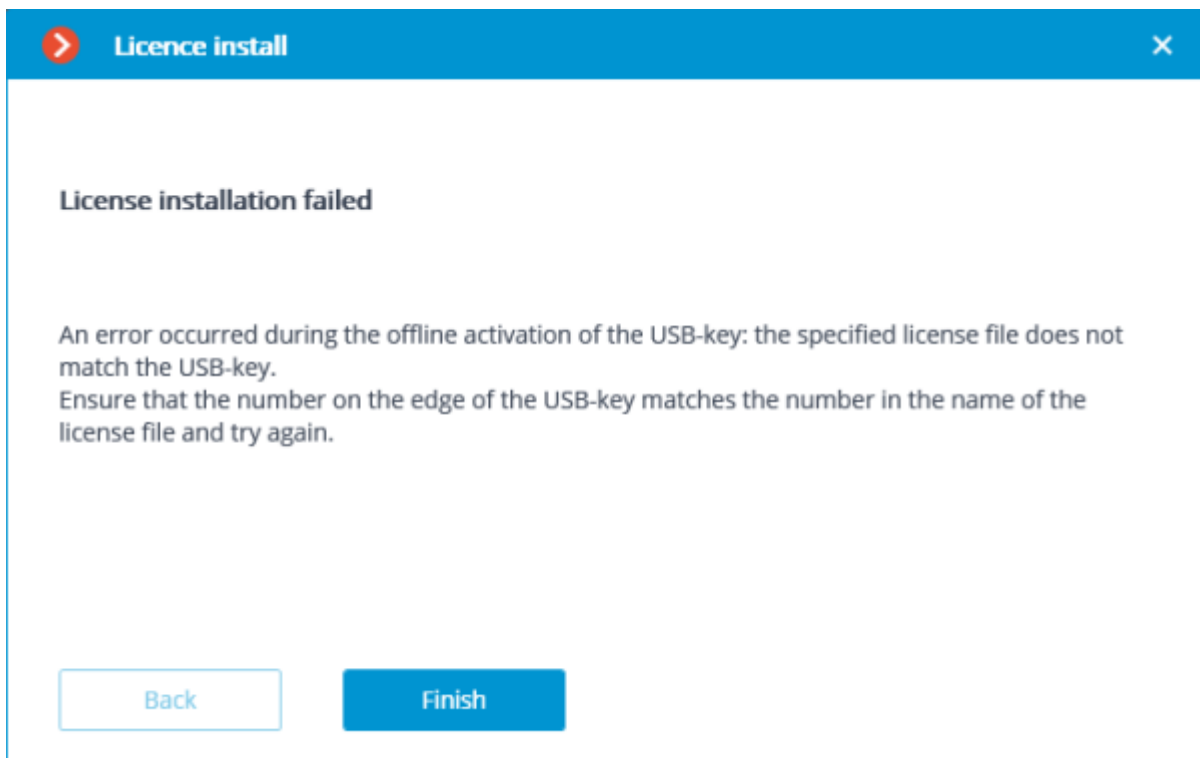 Licence install
License installation failed
An error occurred during the offline activation of the USB-key: the specified license file does not
match the USB-key.
Ensure that the number on the edge of the USB-key matches the number in the name of the
license file and try again.
Back
Finish